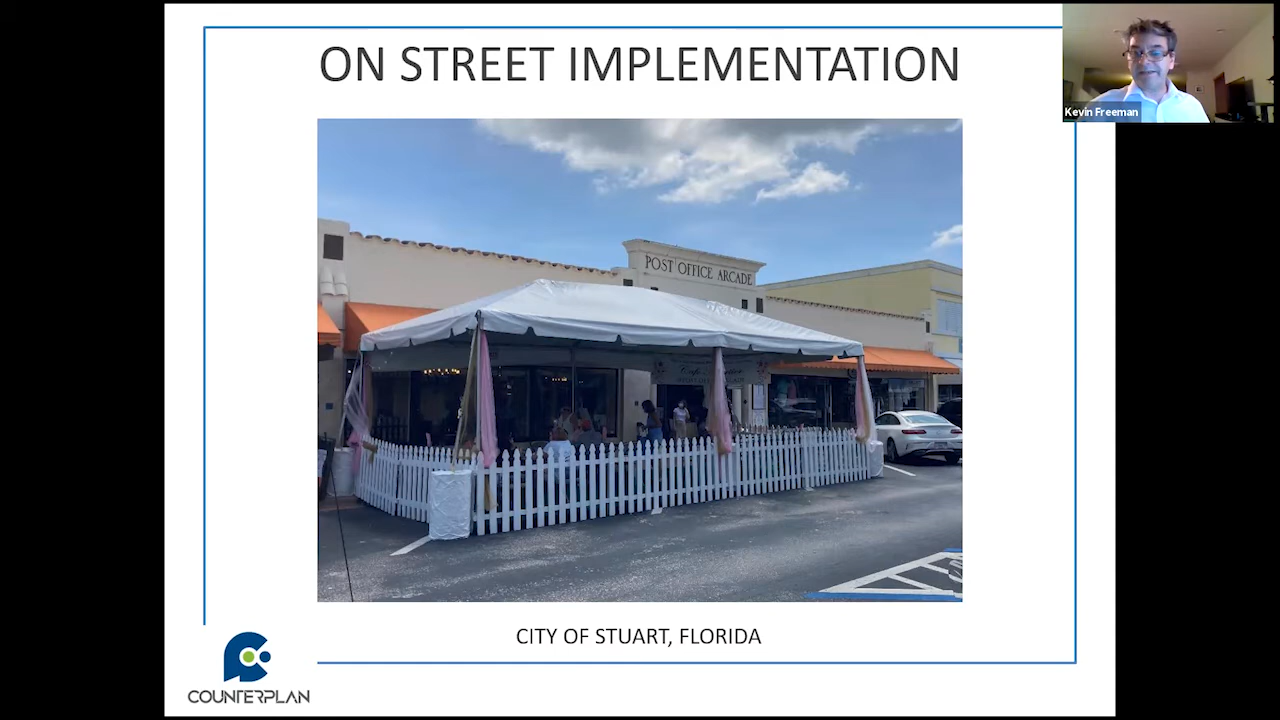 ON STREET IMPLEMENTATION
Kevin Freeman
POST OFFICE ARCADE
CITY OF STUART, FLORIDA
COUNTERPLAN